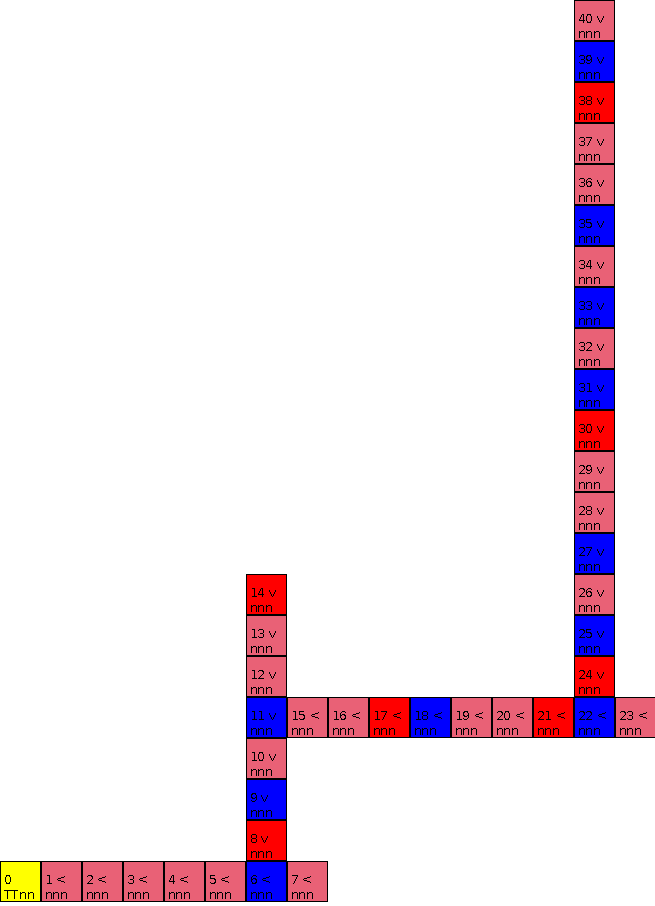 40 v
nnn
39 v
nnn
38 v
nnn
37 v
nnn
36 v
nnn
35 v
nnn
34 v
nnn
33 v
nnn
32 v
nnn
31 v
nnn
30 v
nnn
29 v
nnn
28 v
nnn
27 v
nnn
14 v
nnn
26 v
nnn
13 v
nnn
25 v
nnn
12 v
nnn
24 v
nnn
11 v
nnn
15 <
nnn
16 <
nnn
17 <
nnn
18 <
nnn
19 <
nnn
20 <
nnn
21 <
nnn
22 <
nnn
23 <
nnn
10 v
nnn
9 v
nnn
8 v
nnn
0
TTnn
1 <
nnn
2 <
nnn
3 <
nnn
4 <
nnn
5 <
nnn
6 <
nnn
7 <
nnn